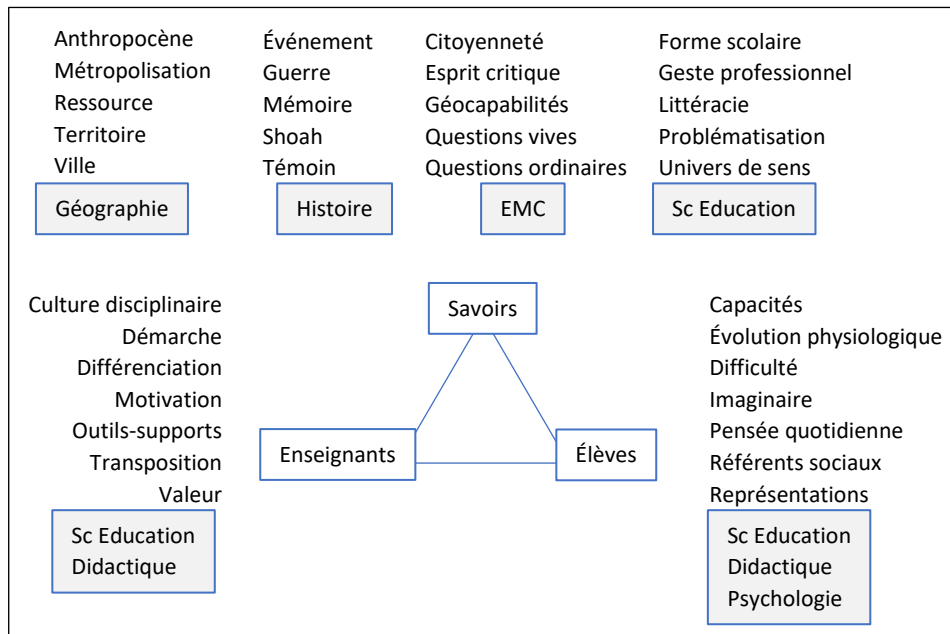 Anthropocène
Métropolisation
Ressource
Territoire
Ville
Géographie
Événement
Guerre
Mémoire
Shoah
Témoin
Histoire
Citoyenneté
Esprit critique
Géocapabilités
Questions vives
Questions ordinaires
EMC
Forme scolaire
Geste professionnel
Littéracie
Problématisation
Univers de sens
Sc Education
Culture disciplinaire
Démarche
Différenciation
Motivation
Outils-supports
Transposition
Valeur
Sc Education
Didactique
Savoirs
Enseignants
Élèves
Capacités
Évolution physiologique
Difficulté
Imaginaire
Pensée quotidienne
Référents sociaux
Représentations
Sc Education
Didactique
Psychologie